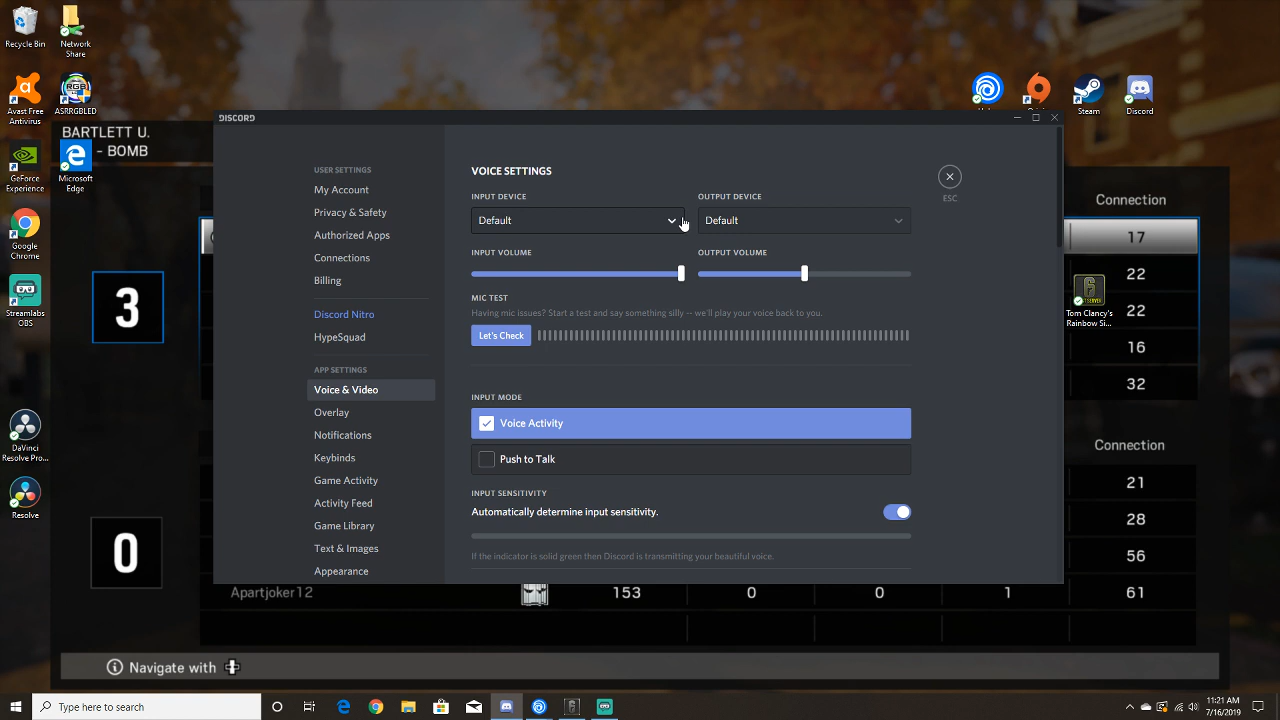 Recycle Bin
Network
Share
Avast Free
Antivirus
ASRRGBLED
GeForce
Experience
Microsoft
Edge
Google
Chrome
Streamlabs
OBS
DaVinci
Resolve Pro...
Resolve
Steam
Discord
Tom Clancy's
Rainbow Si...
BARTLETT U.
- BOMB
3
0
DISCORD
USER SETTINGS
My Account
Privacy & Safety
Authorized Apps
Connections
Billing
Discord Nitro
HypeSquad
APP SETTINGS
Voice & Video
Overlay
Notifications
Keybinds
Game Activity
Activity Feed
Game Library
Text & Images
Appearance
VOICE SETTINGS
INPUT DEVICE
Default
OUTPUT DEVICE
Default
INPUT VOLUME
OUTPUT VOLUME
MIC TEST
Having mic issues? Start a test and say something silly -- we'll play your voice back to you.
Let's Check
INPUT MODE
Voice Activity
Push to Talk
INPUT SENSITIVITY
Automatically determine input sensitivity.
If the indicator is solid green then Discord is transmitting your beautiful voice.
ESC
Connection
17
22
22
16
32
Connection
21
28
56
Apartjoker12 153 0 0 1 61
Navigate with
Type here to search
11:21 AM
7/16/2019